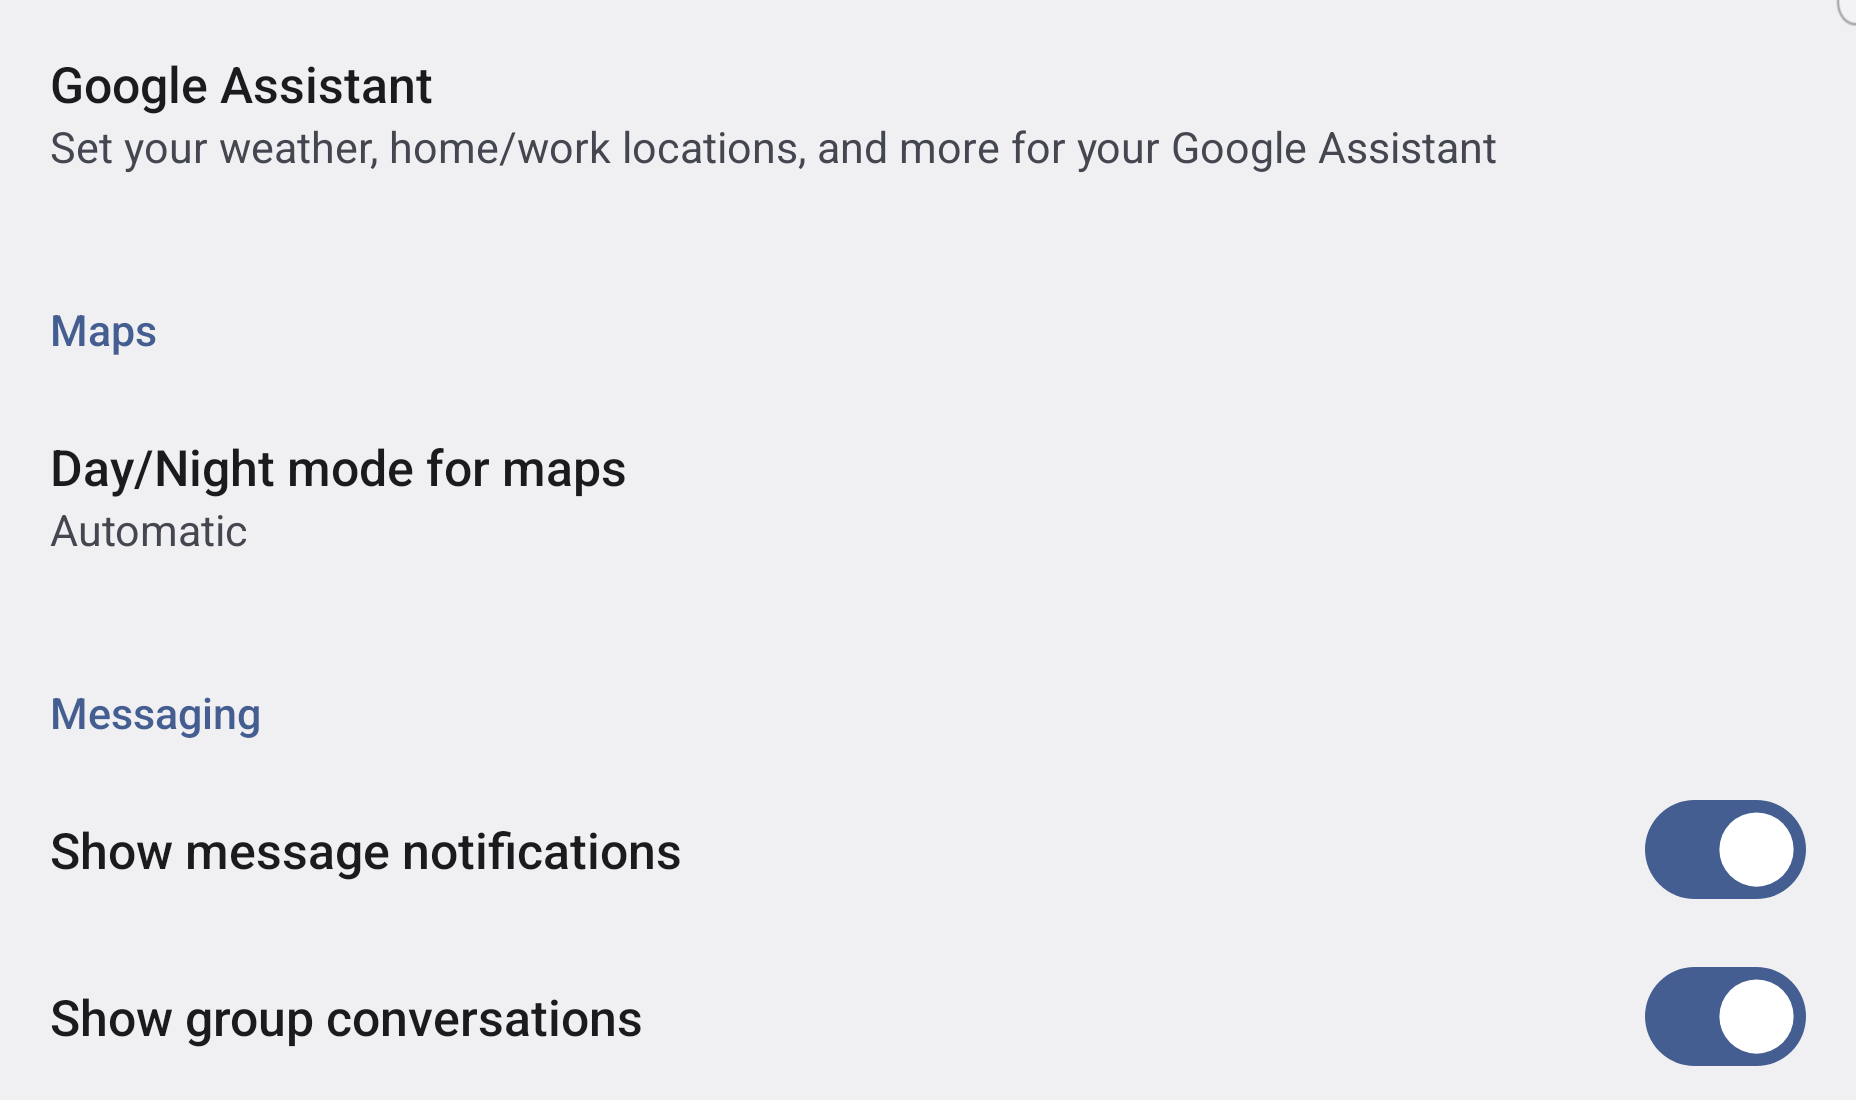 Google Assistant
Set your weather, home/work locations, and more for your Google Assistant
Maps
Day/Night mode for maps
Automatic
Messaging
Show message notifications
Show group conversations